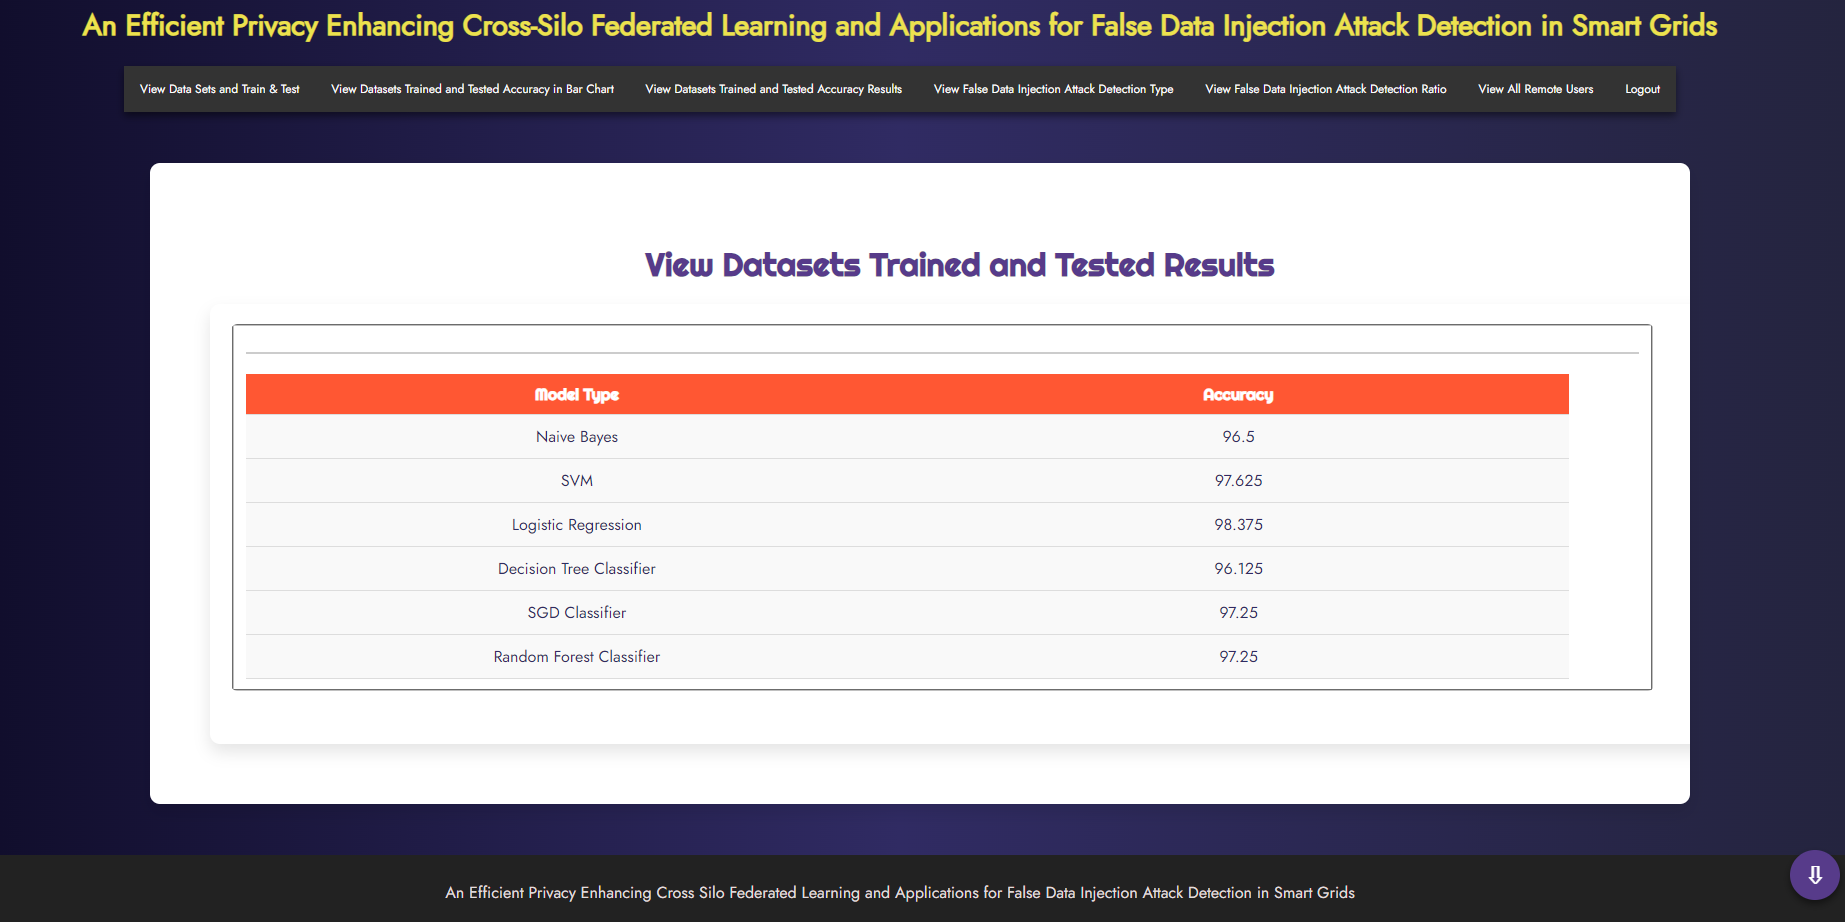 An Efficient Privacy Enhancing Cross-Silo Federated Learning and Applications for False Data Injection Attack Detection in Smart Grids
View Data Sets and Train & Test View Datasets Trained and Tested Accuracy in Bar Chart View Datasets Trained and Tested Accuracy Results View False Data Injection Attack Detection Type View False Data Injection Attack Detection Ratio View All Remote Users Logout
View Datasets Trained and Tested Results
Model Type Accuracy
Naive Bayes 96.5
SVM 97.625
Logistic Regression 98.375
Decision Tree Classifier 96.125
SGD Classifier 97.25
Random Forest Classifier 97.25
An Efficient Privacy Enhancing Cross Silo Federated Learning and Applications for False Data Injection Attack Detection in Smart Grids